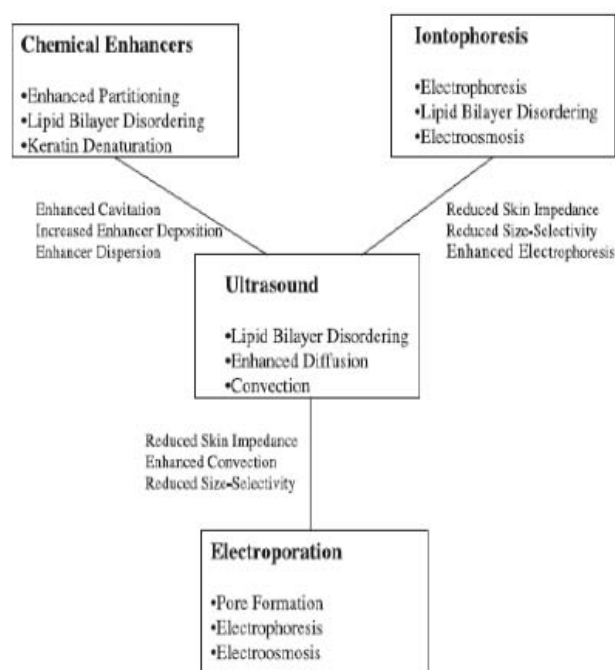 Chemical Enhancers
•Enhanced Partitioning
•Lipid Bilayer Disordering
•Keratin Denaturation
Iontophoresis
•Electrophoresis
•Lipid Bilayer Disordering
•Electroosmosis
Enhanced Cavitation
Increased Enhancer Deposition
Enhancer Dispersion
Reduced Skin Impedance
Reduced Size-Selectivity
Enhanced Electrophoresis
Ultrasound
•Lipid Bilayer Disordering
•Enhanced Diffusion
•Convection
Reduced Skin Impedance
Enhanced Convection
Reduced Size-Selectivity
Electroporation
•Pore Formation
•Electrophoresis
•Electroosmosis